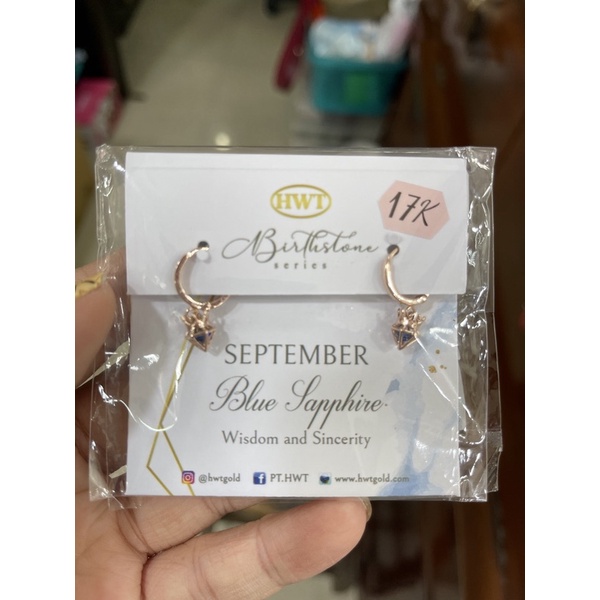 HWT
17K
Birthstone
series
SEPTEMBER
Blue Sapphire
Wisdom and Sincerity
@hwtgold PT.HWT www.hwtgold.com